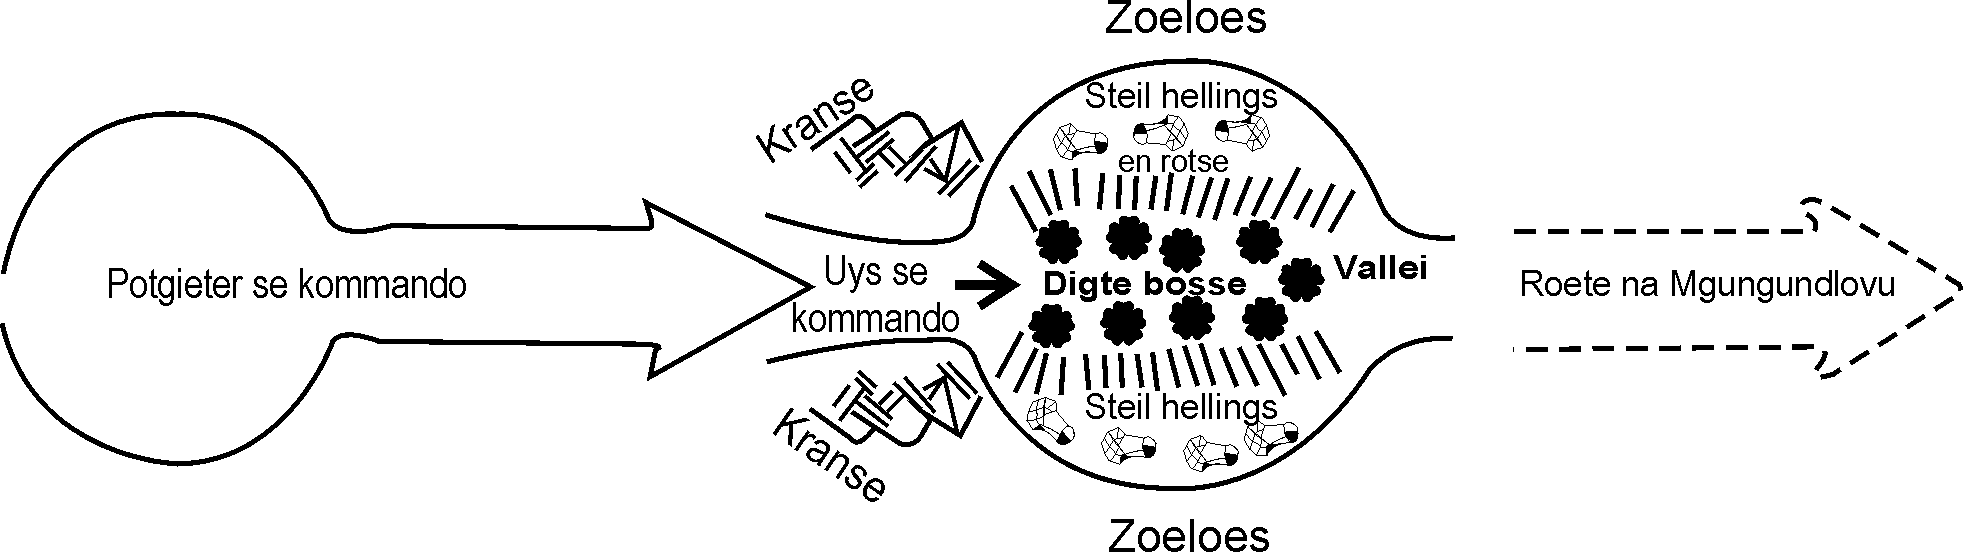 Zoeloes
Kranse
Steil hellings
en rotse
Potgieter se kommando
Uys se
kommando
Digte bosse
Vallei
Roete na Mgungundlovu
Kranse
Steil hellings
Zoeloes